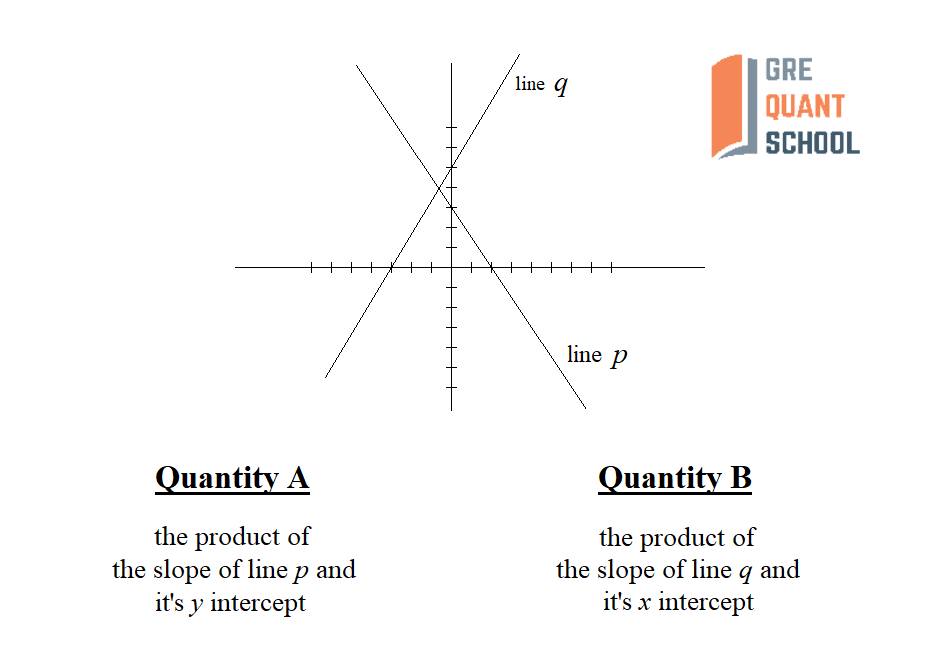 GRE
QUANT
SCHOOL
line q
line p
Quantity A
the product of
the slope of line p and
it's y intercept
Quantity B
the product of
the slope of line q and
it's x intercept